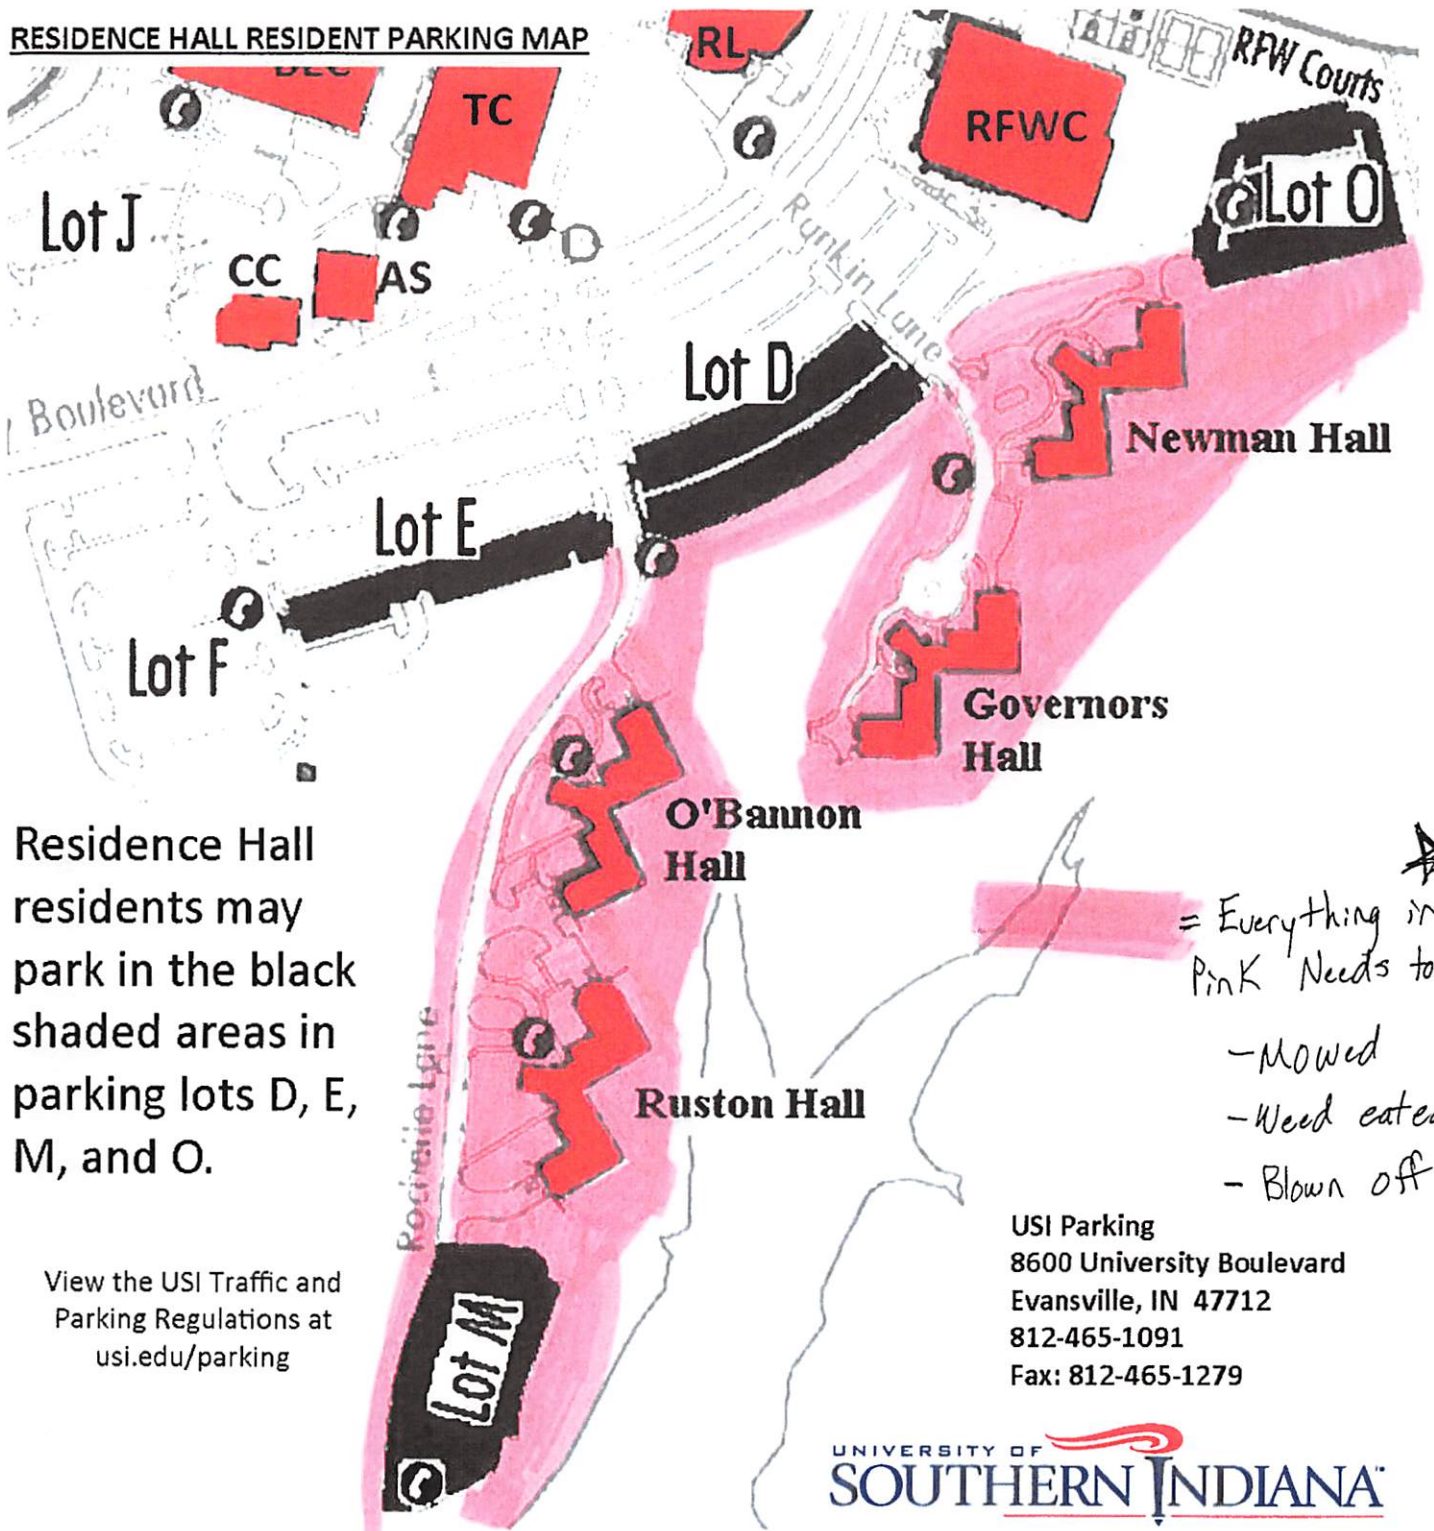 RESIDENCE HALL RESIDENT PARKING MAP
RL
RFW Courts
TC
RFWC
Lot J
Lot O
CC
AS
Runkin Lane
Boulevard
Lot D
Newman Hall
Lot E
Lot F
Governors
Hall
O'Bannon
Hall
Residence Hall
residents may
park in the black
shaded areas in
parking lots D, E,
M, and O.
= Everything in
Pink Needs to
- Mowed
- Weed
- Blown off
Lane
Ruston Hall
View the USI Traffic and
Parking Regulations at
usi.edu/parking
Lot M
USI Parking
8600 University Boulevard
Evansville, IN 47712
812-465-1091
Fax: 812-465-1279
UNIVERSITY OF
SOUTHERN INDIANA